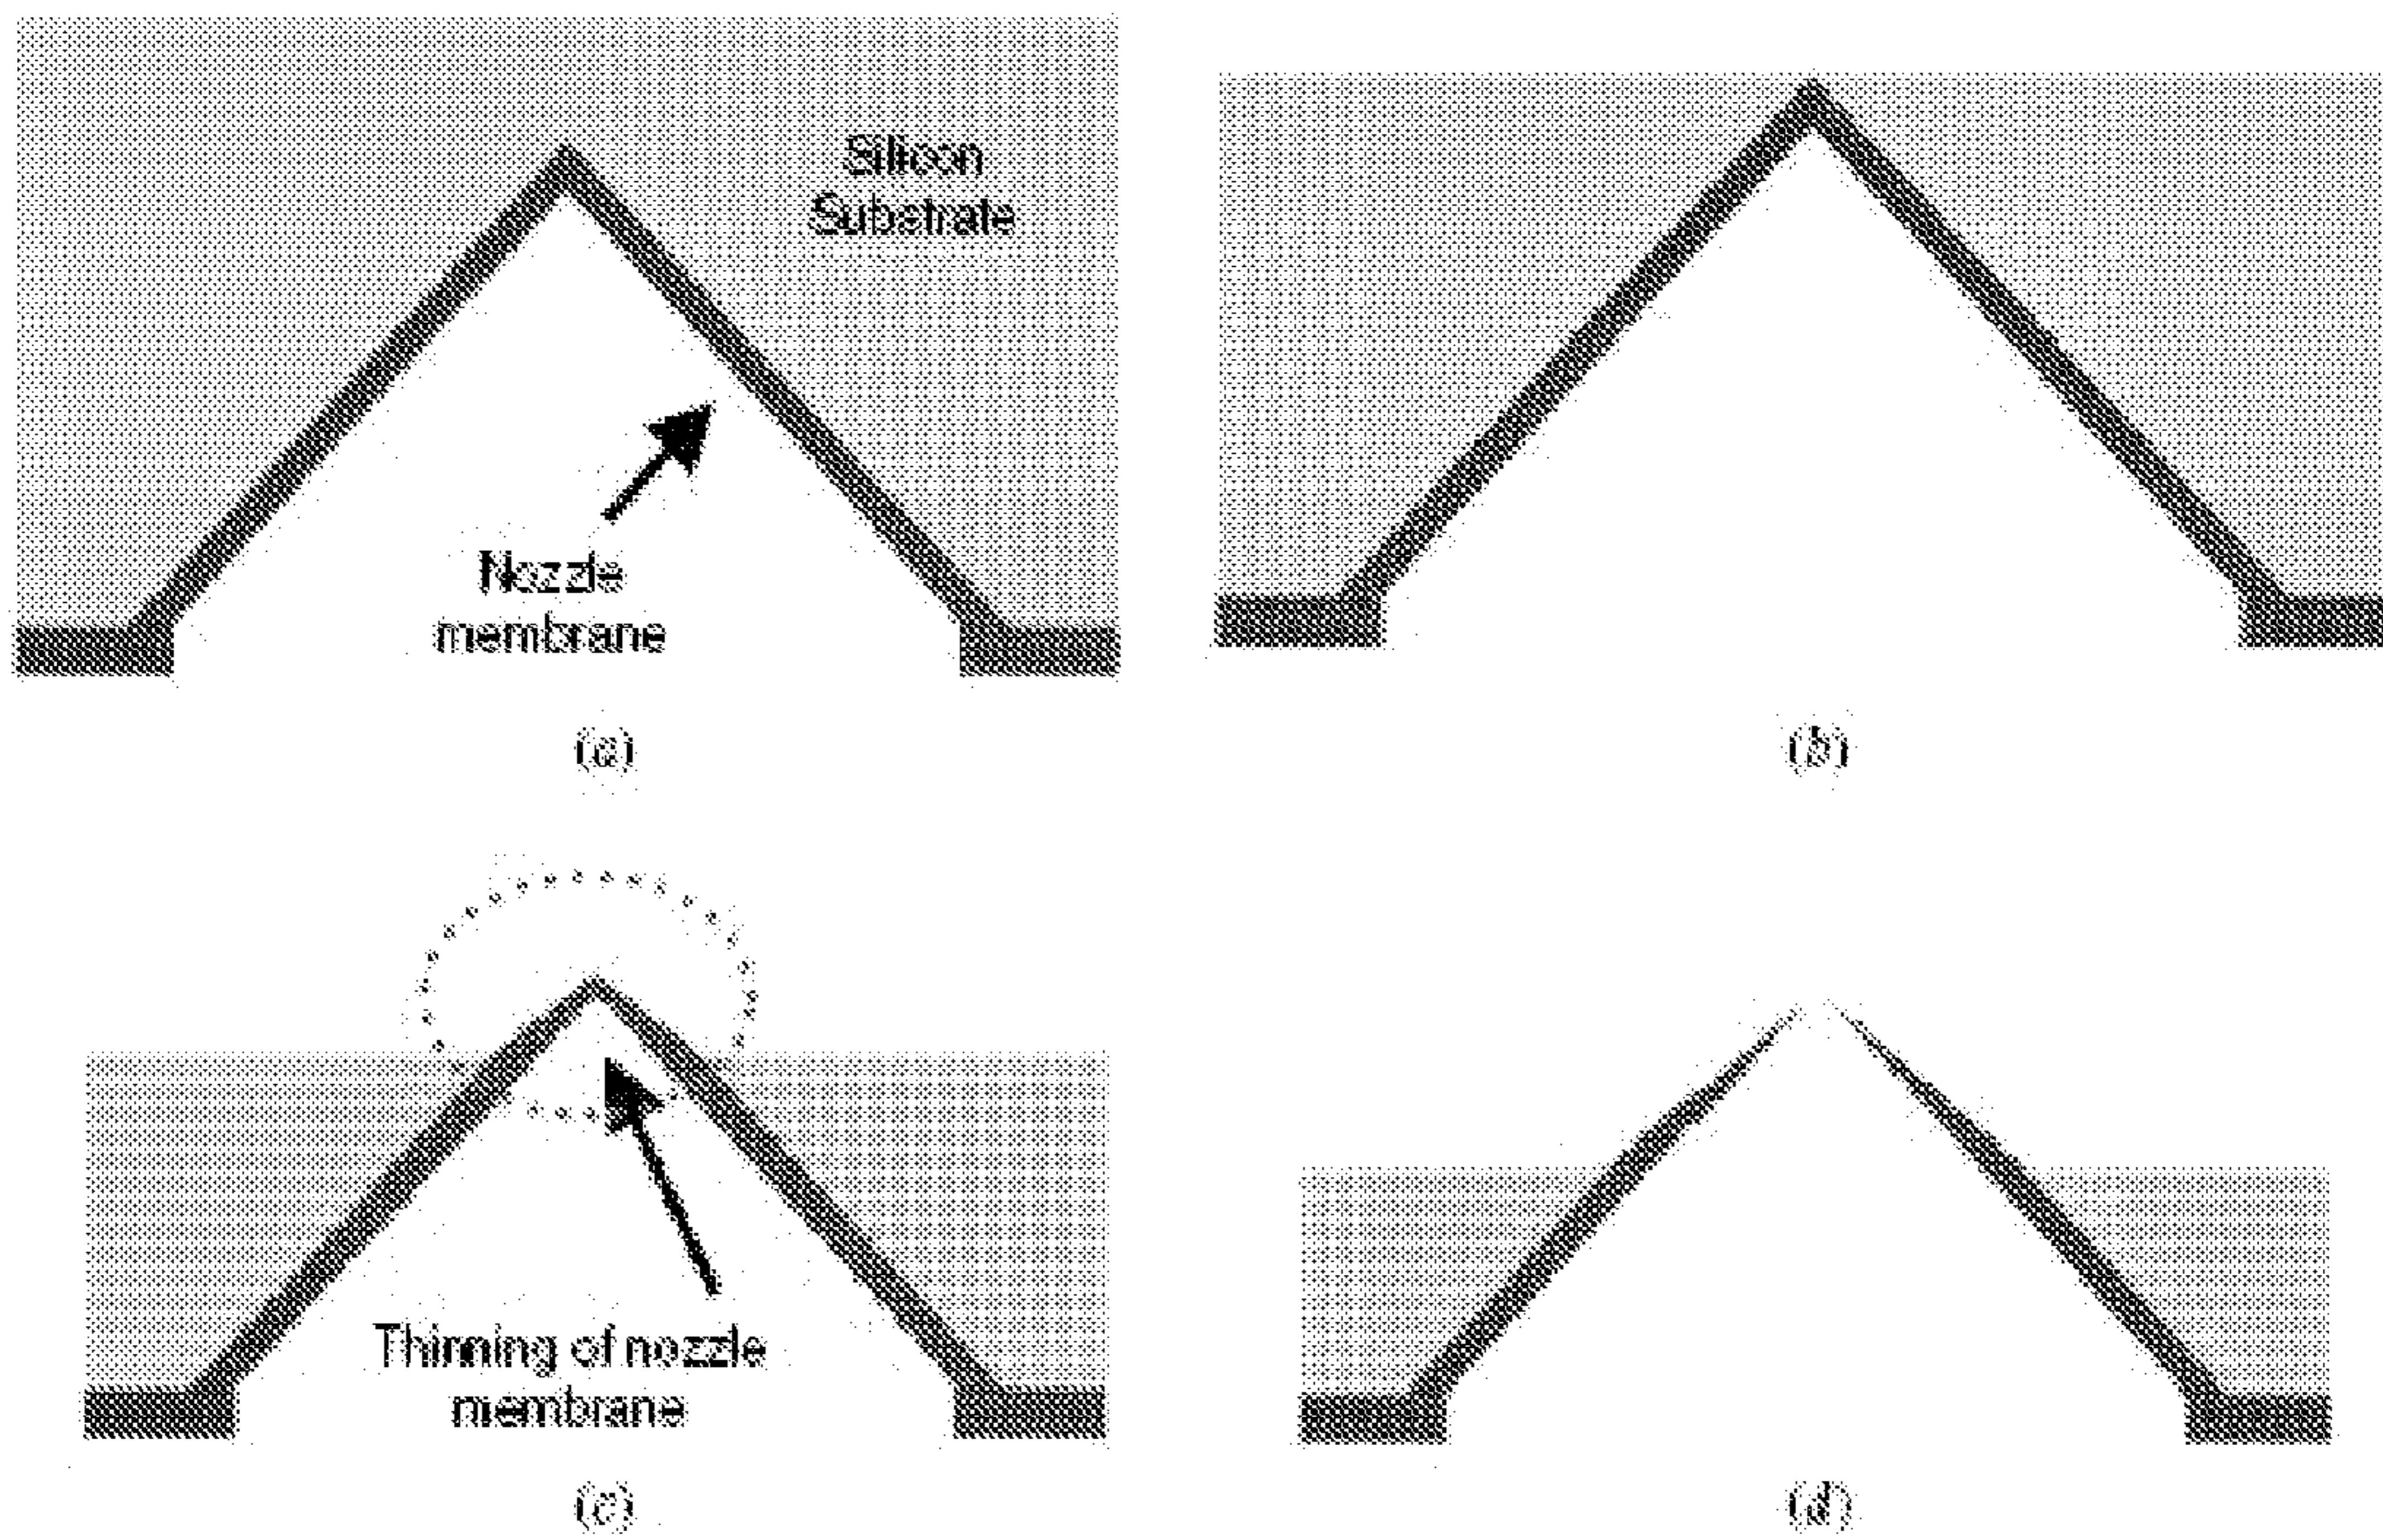 Silicon
Substrate
Nozzle
membrane
(a)
(b)
Thinning of nozzle
membrane
(c)
(d)